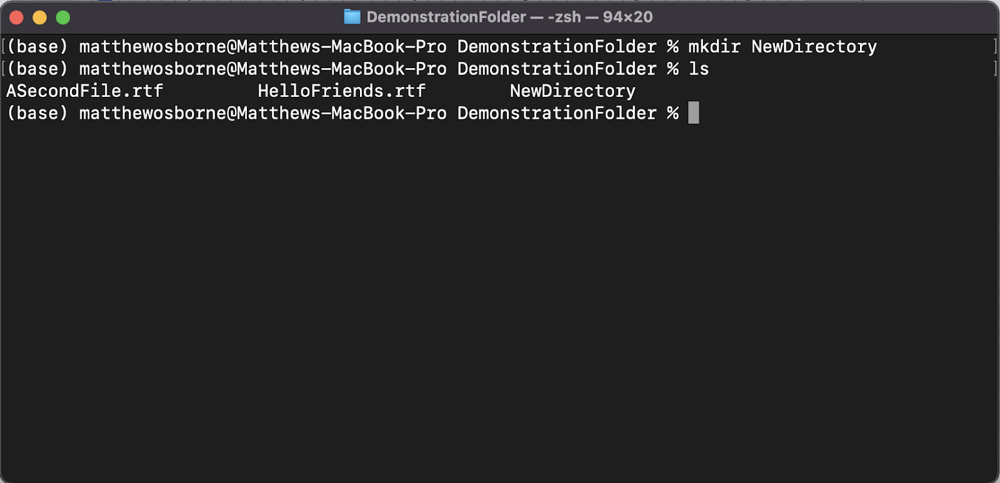 DemonstrationFolder — -zsh — 94×20
[(base) matthewosborne@Matthews-MacBook-Pro DemonstrationFolder % mkdir NewDirectory ]
[(base) matthewosborne@Matthews-MacBook-Pro DemonstrationFolder % ls ]
ASecondFile.rtf HelloFriends.rtf NewDirectory
(base) matthewosborne@Matthews-MacBook-Pro DemonstrationFolder %